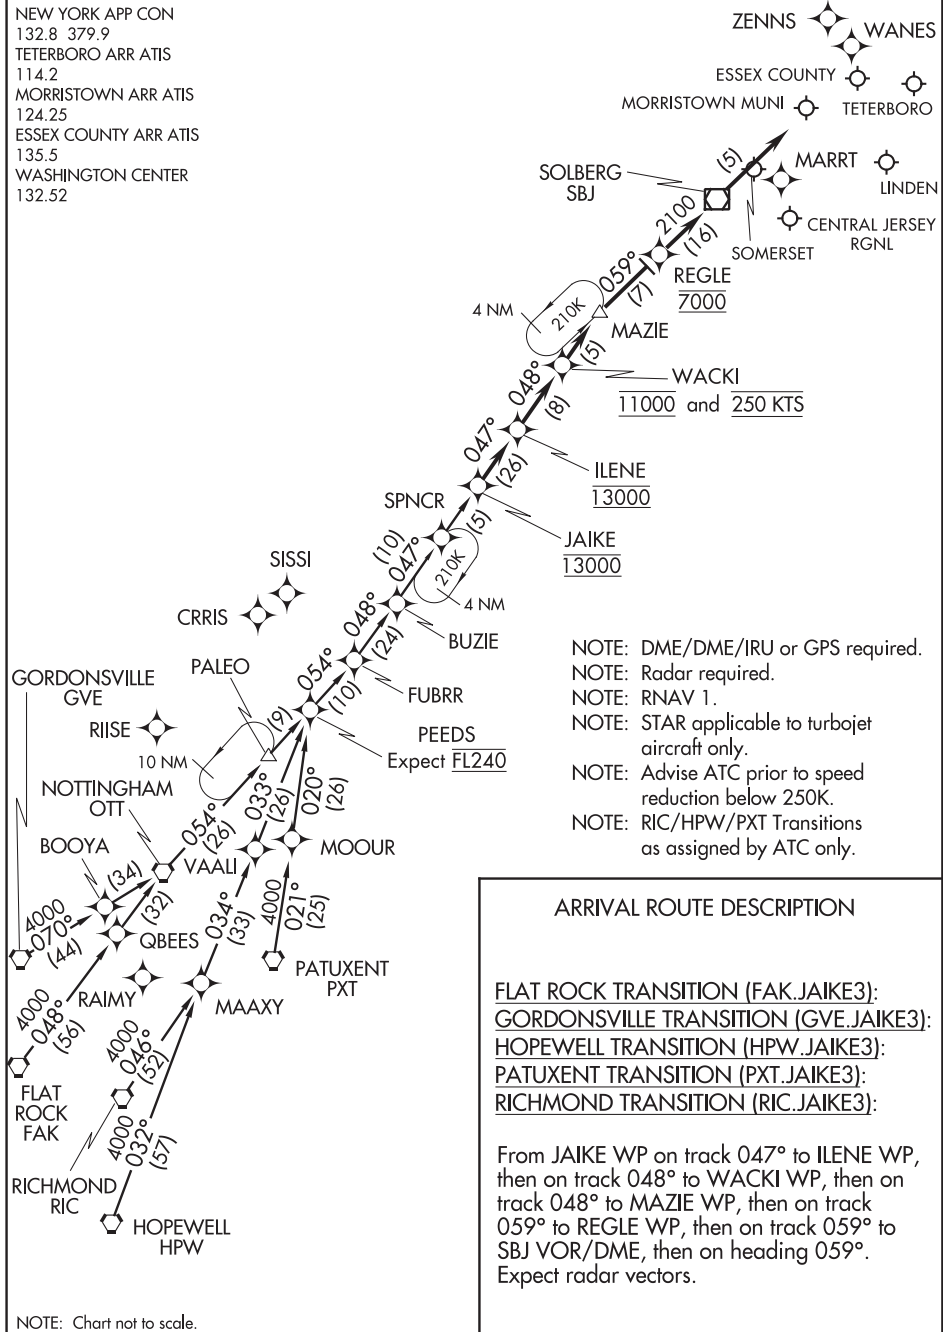 NEW YORK APP CON
132.8 379.9
TETERBORO ARR ATIS
114.2
MORRISTOWN ARR ATIS
124.25
ESSEX COUNTY ARR ATIS
135.5
WASHINGTON CENTER
132.52
ZENNS
WANES
ESSEX COUNTY
TETERBORO
MORRISTOWN MUNI
(5)
MARRT
LINDEN
SOLBERG
SBJ
CENTRAL JERSEY
RGNL
SOMERSET
2100
(16)
REGLE
7000
059°
(7)
4 NM
210K
MAZIE
(5)
WACKI
11000 and 250 KTS
048°
(8)
047°
ILENE
13000
(26)
SPNCR
(5)
JAIKE
13000
(10)
047°
210K
4 NM
SISSI
CRRIS
048°
BUZIE
(24)
PALEO
054°
FUBRR
(10)
GORDONSVILLE
GVE
(9)
PEEDS
Expect FL240
RIISE
10 NM
NOTTINGHAM
OTT
033°
(26)
020°
(26)
054°
(26)
BOOYA
VAALI
MOOUR
(34)
(32)
4000
070°
(44)
QBEES
034°
(33)
4000
021°
(25)
PATUXENT
PXT
RAIMY
MAAXY
4000
048°
(56)
4000
046°
(52)
FLAT
ROCK
FAK
4000
032°
(57)
RICHMOND
RIC
HOPEWELL
HPW
NOTE: DME/DME/IRU or GPS required.
NOTE: Radar required.
NOTE: RNAV 1.
NOTE: STAR applicable to turbojet
aircraft only.
NOTE: Advise ATC prior to speed
reduction below 250K.
NOTE: RIC/HPW/PXT Transitions
as assigned by ATC only.
ARRIVAL ROUTE DESCRIPTION
FLAT ROCK TRANSITION (FAK.JAIKE3):
GORDONSVILLE TRANSITION (GVE.JAIKE3):
HOPEWELL TRANSITION (HPW.JAIKE3):
PATUXENT TRANSITION (PXT.JAIKE3):
RICHMOND TRANSITION (RIC.JAIKE3):
From JAIKE WP on track 047° to ILENE WP,
then on track 048° to WACKI WP, then on
track 048° to MAZIE WP, then on track
059° to REGLE WP, then on track 059° to
SBJ VOR/DME, then on heading 059°.
Expect radar vectors.
NOTE: Chart not to scale.